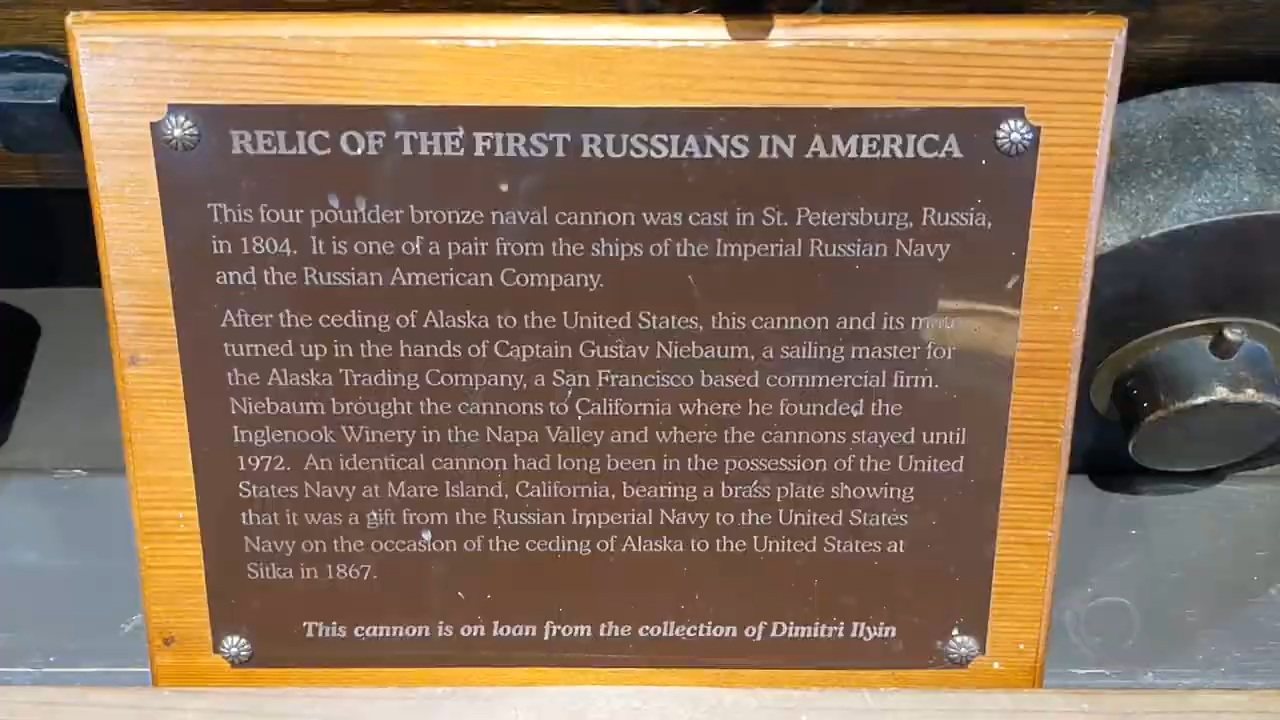 RELIC OF THE FIRST RUSSIANS IN AMERICA
This four pounder bronze naval cannon was cast in St. Petersburg, Russia,
in 1804. It is one of a pair from the ships of the Imperial Russian Navy
and the Russian American Company.
After the ceding of Alaska to the United States, this cannon and its mate
turned up in the hands of Captain Gustav Niebaum, a sailing master for
the Alaska Trading Company, a San Francisco based commercial firm.
Niebaum brought the cannons to California where he founded the
Inglenook Winery in the Napa Valley and where the cannons stayed until
1972. An identical cannon had long been in the possession of the United
States Navy at Mare Island, California, bearing a brass plate showing
that it was a gift from the Russian Imperial Navy to the United States
Navy on the occasion of the ceding of Alaska to the United States at
Sitka in 1867.
This cannon is on loan from the collection of Dimitri Ilyin